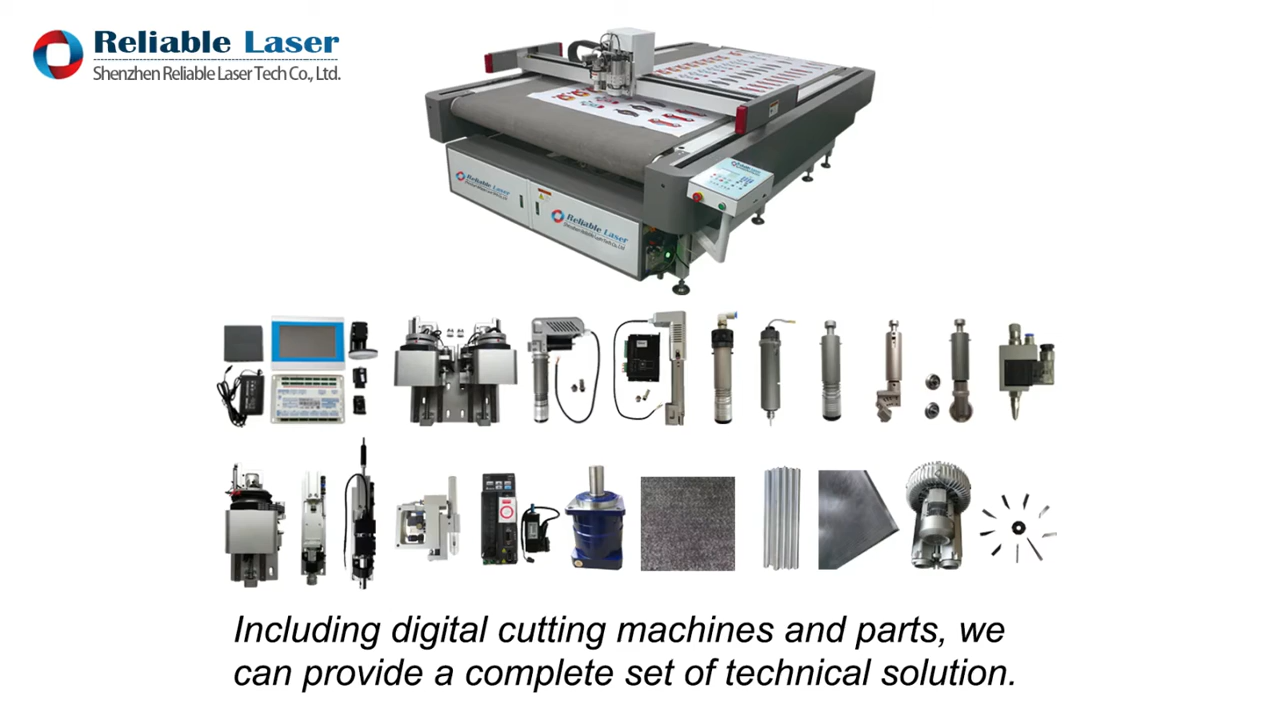 Reliable Laser
Shenzhen Reliable Laser Tech Co., Ltd.
Reliable Laser
Reliable Laser
Including digital cutting machines and parts, we
can provide a complete set of technical solution.